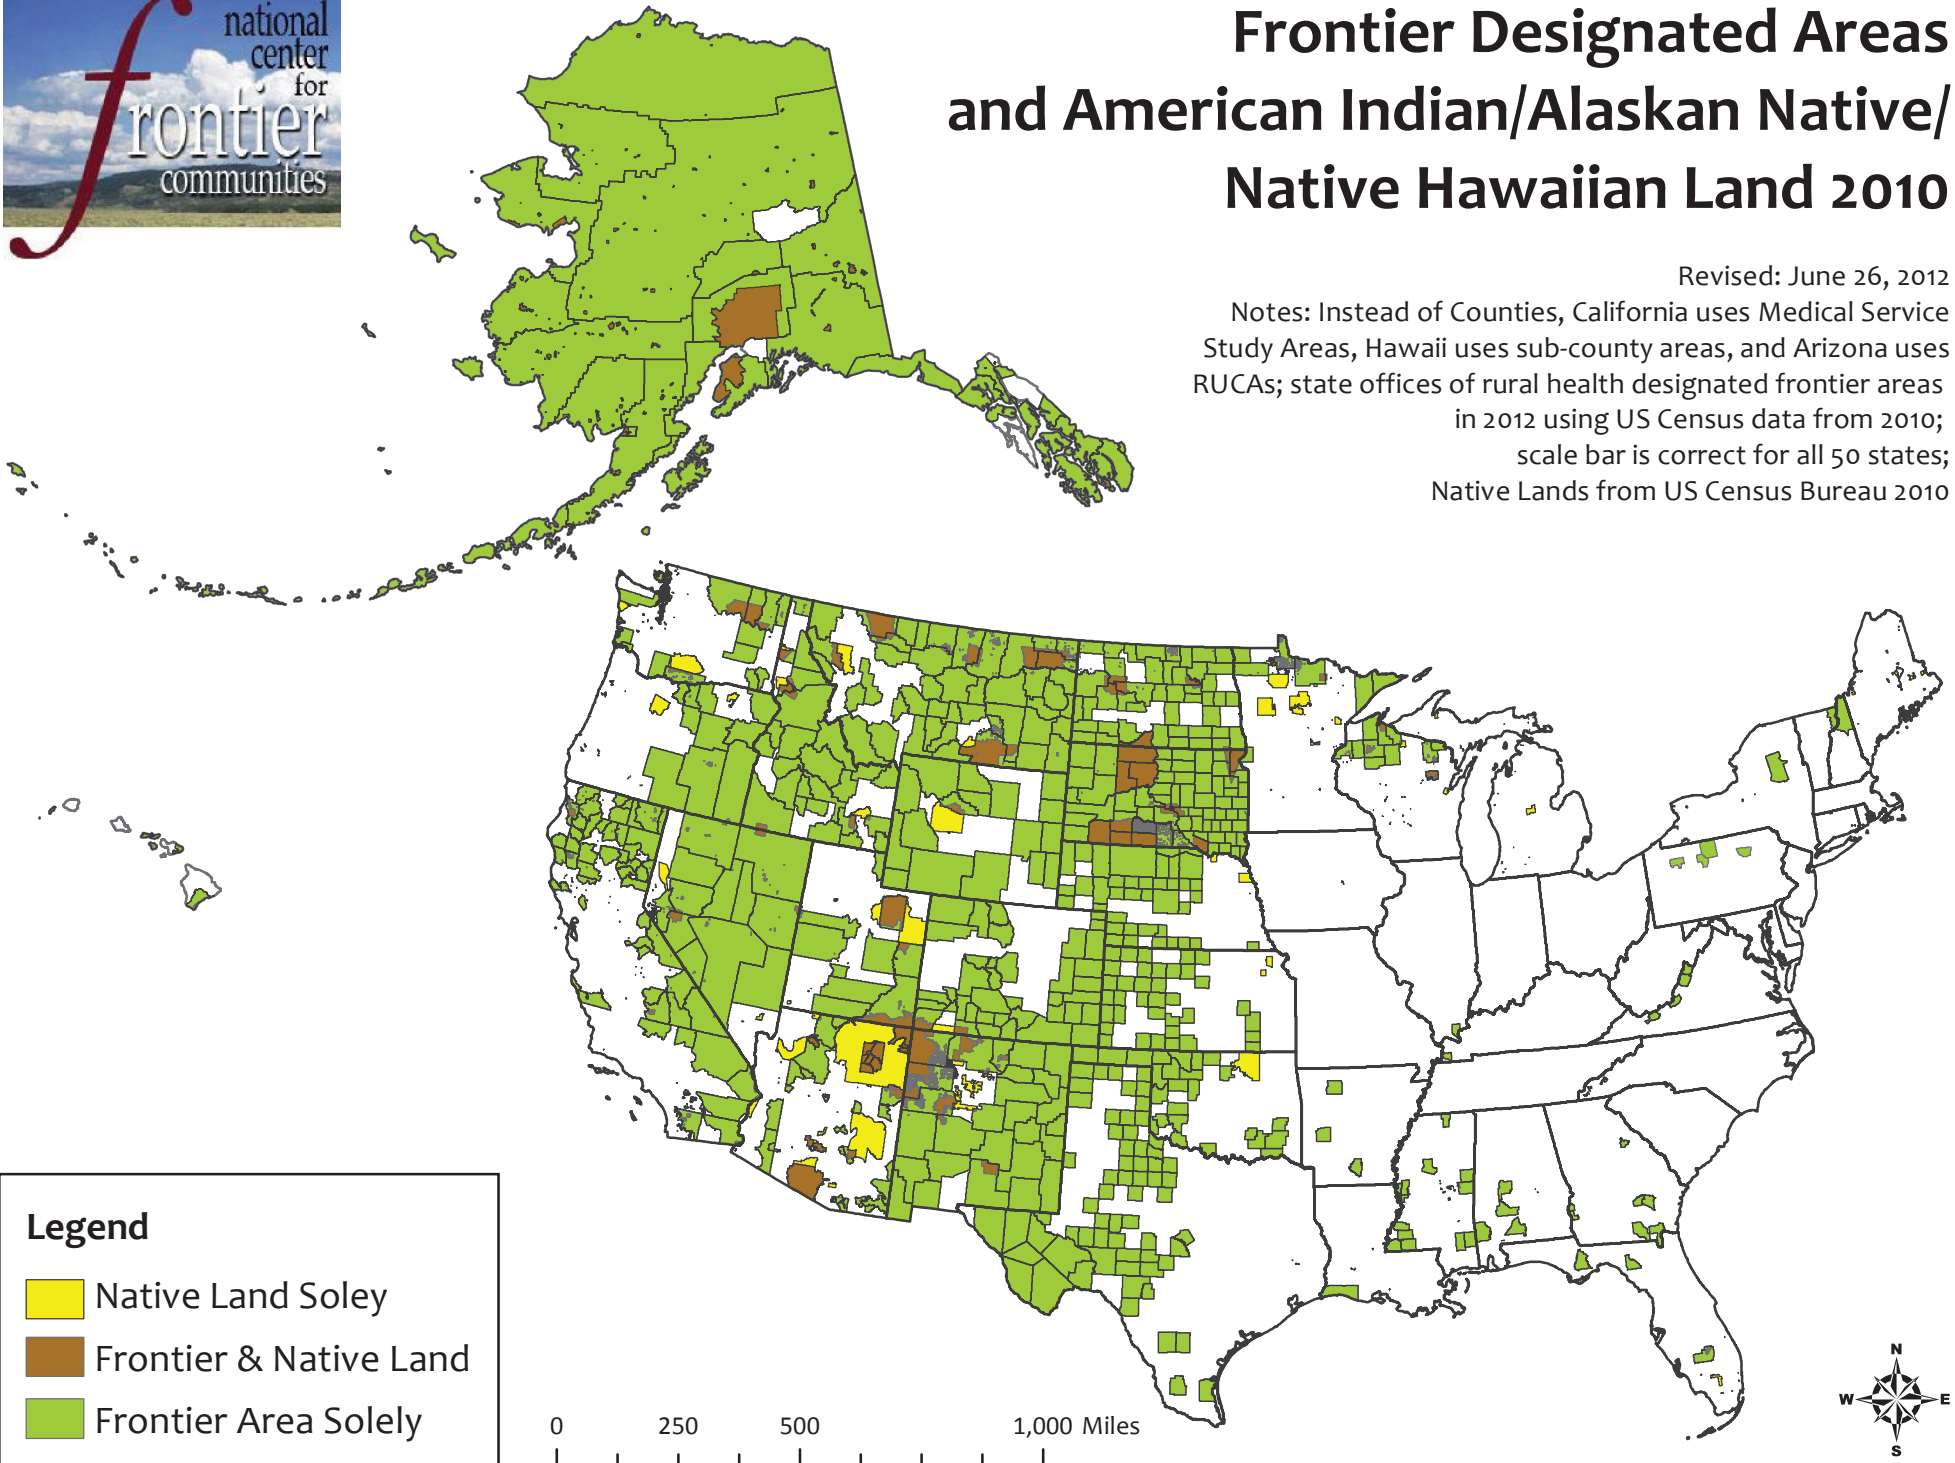 national
center
for
frontier
communities
Frontier Designated Areas
and American Indian/Alaskan Native/
Native Hawaiian Land 2010
Revised: June 26, 2012
Notes: Instead of Counties, California uses Medical Service
Study Areas, Hawaii uses sub-county areas, and Arizona uses
RUCAs; state offices of rural health designated frontier areas
in 2012 using US Census data from 2010;
scale bar is correct for all 50 states;
Native Lands from US Census Bureau 2010
Legend
Native Land Soley
Frontier & Native Land
Frontier Area Solely
0 250 500 1,000 Miles
N
W E
S